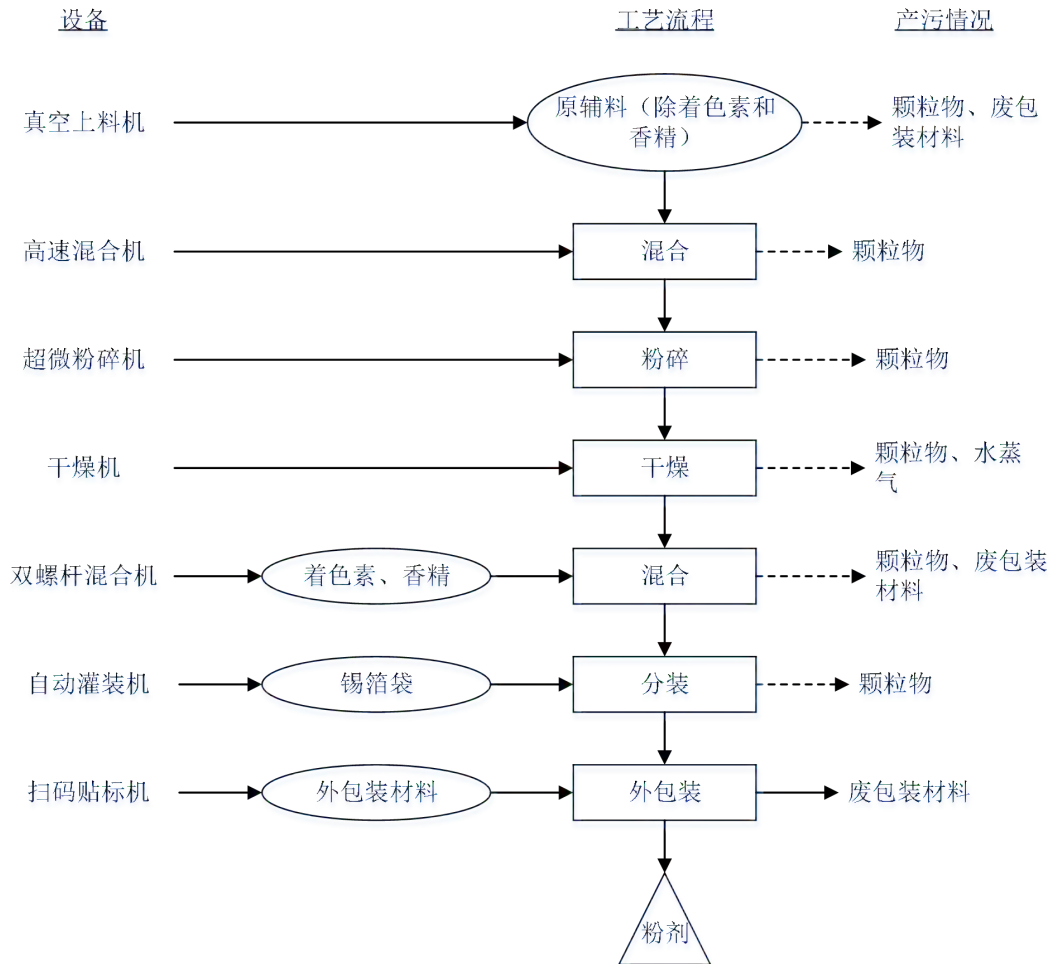 设备
工艺流程
产污情况
真空上料机
原辅料（除着色素和
香精）
颗粒物、废包
装材料
高速混合机
混合
颗粒物
超微粉碎机
粉碎
颗粒物
干燥机
干燥
颗粒物、水蒸
气
双螺杆混合机
着色素、香精
混合
颗粒物、废包装
材料
自动灌装机
锡箔袋
分装
颗粒物
扫码贴标机
外包装材料
外包装
废包装材料
粉剂